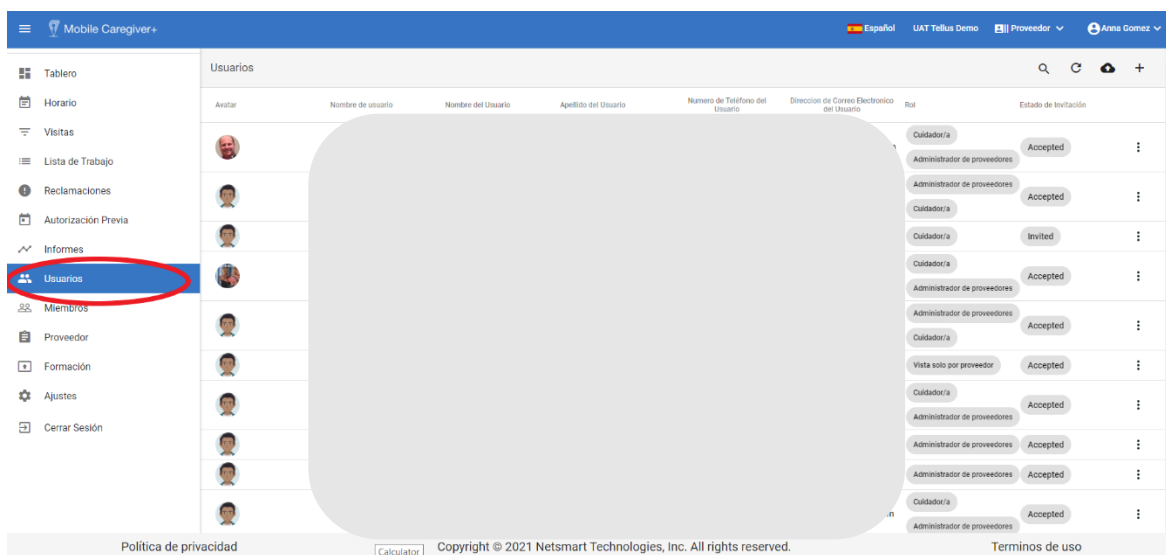 Mobile Caregiver+
Español
UAT Tellus Demo
Proveedor
Anna Gomez
Tablero
Horario
Visitas
Lista de Trabajo
Reclamaciones
Autorización Previa
Informes
Usuarios
Miembros
Proveedor
Formación
Ajustes
Cerrar Sesión
Usuarios
Avatar
Nombre de usuario
Nombre del Usuario
Apellido del Usuario
Numero de Teléfono del
Usuario
Direccion de Correo Electronico
del Usuario
Rol
Estado de Invitación
Cuidador/a
Administrador de proveedores
Accepted
Administrador de proveedores
Cuidador/a
Accepted
Cuidador/a
Invited
Cuidador/a
Administrador de proveedores
Accepted
Administrador de proveedores
Cuidador/a
Accepted
Vista solo por proveedor
Accepted
Cuidador/a
Administrador de proveedores
Accepted
Administrador de proveedores
Accepted
Administrador de proveedores
Accepted
Cuidador/a
Administrador de proveedores
Accepted
Política de privacidad
Calculator
Copyright © 2021 Netsmart Technologies, Inc. All rights reserved.
Terminos de uso